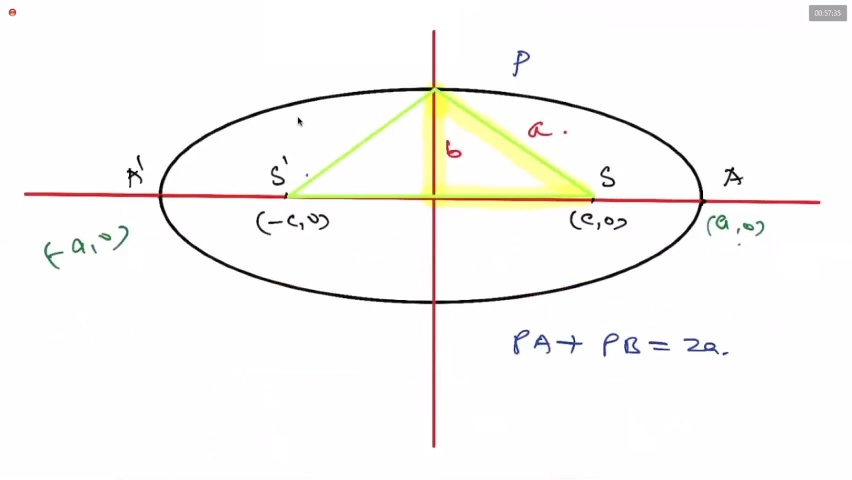 00:57:33
P
a.
b
A'
S'
S
A
(-c,0)
(c,0)
(a,0)
(-a,0)
PA + PB = 2a.